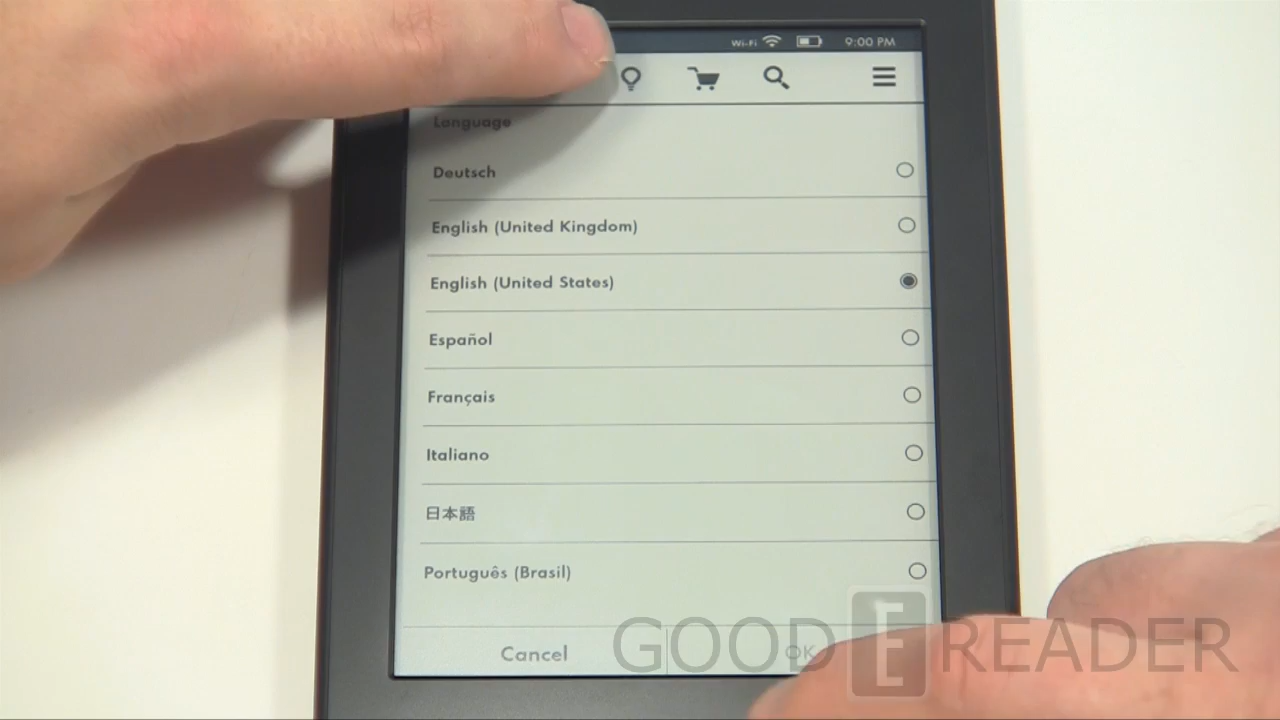 Wi-Fi 9:00 PM
Language
Deutsch
English (United Kingdom)
English (United States)
Español
Français
Italiano
日本語
Português (Brasil)
Cancel OK
GOOD E READER